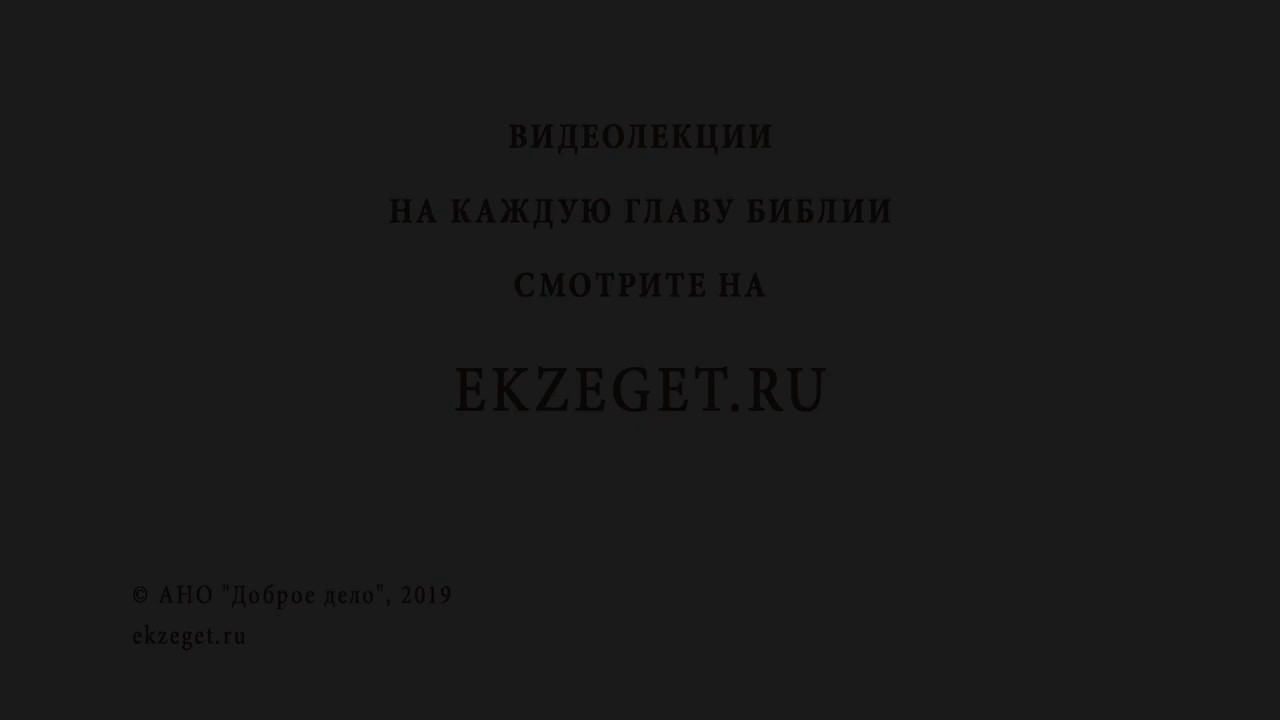 ВИДЕОЛЕКЦИИ
НА КАЖДУЮ ГЛАВУ БИБЛИИ
СМОТРИТЕ НА
EKZEGET.RU
© АНО "Доброе дело", 2019
ekzeget.ru